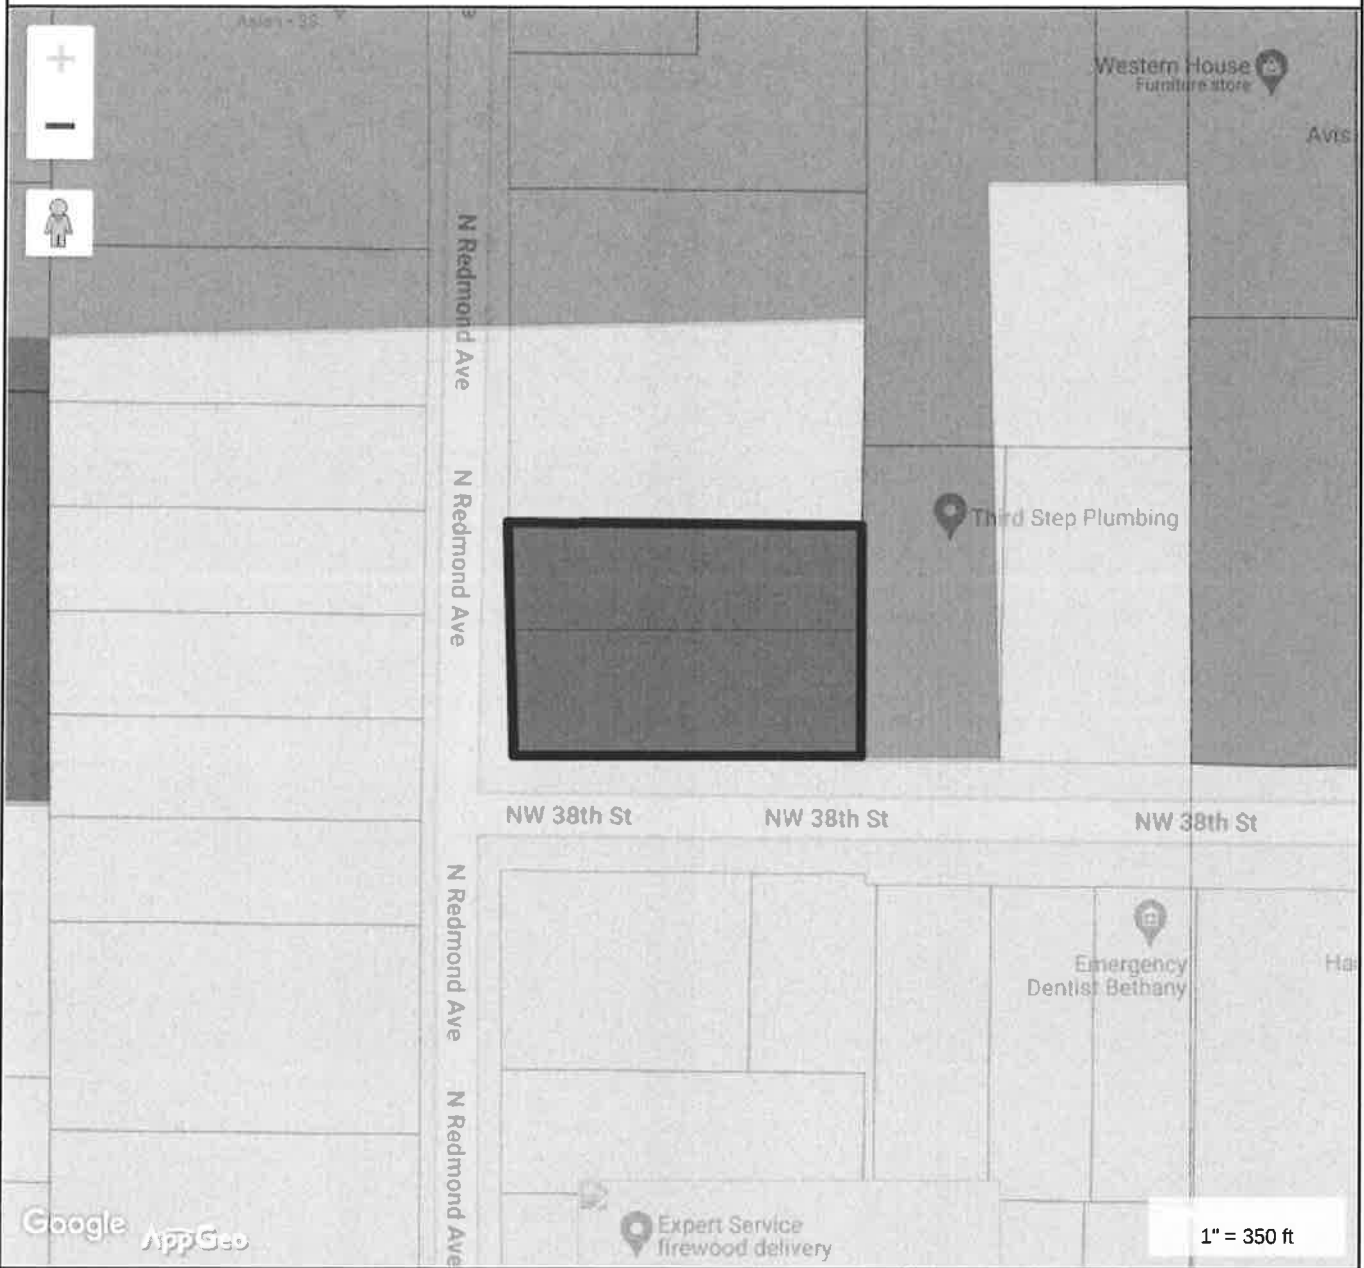 Western House
Furniture store
Avis
N Redmond Ave
N Redmond Ave
Third Step Plumbing
NW 38th St
NW 38th St
NW 38th St
N Redmond Ave
Emergency
Dentist Bethany
Ha
N Redmond Ave
Google
AppGeo
Expert Service
firewood delivery
1" = 350 ft